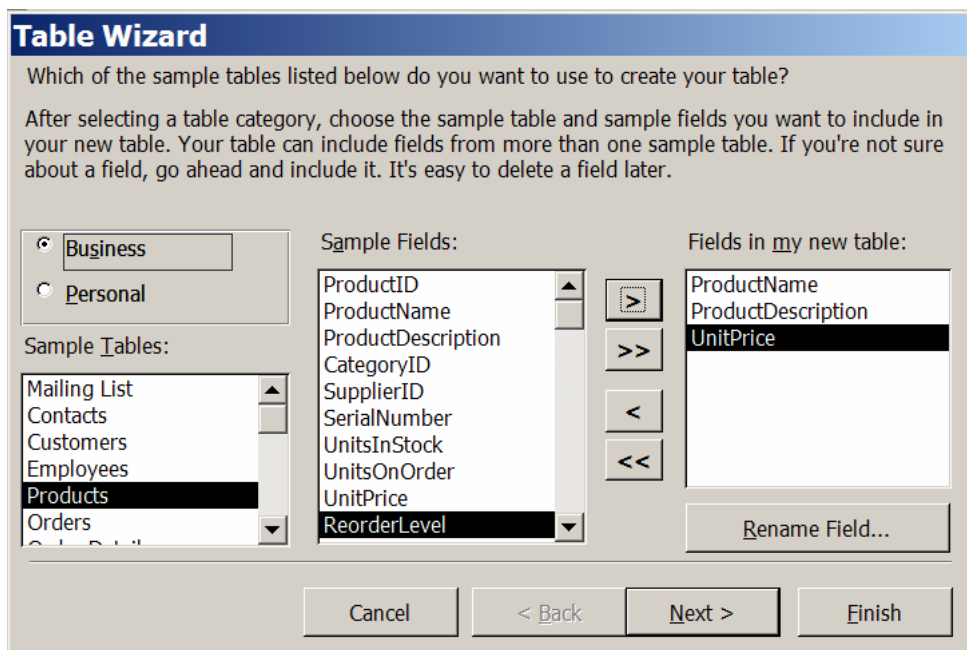 Table Wizard
Which of the sample tables listed below do you want to use to create your table?
After selecting a table category, choose the sample table and sample fields you want to include in
your new table. Your table can include fields from more than one sample table. If you're not sure
about a field, go ahead and include it. It's easy to delete a field later.
Business
Personal
Sample Tables:
Mailing List
Contacts
Customers
Employees
Products
Orders
Sample Fields:
ProductID
ProductName
ProductDescription
CategoryID
SupplierID
SerialNumber
UnitsInStock
UnitsOnOrder
UnitPrice
ReorderLevel
>
>>
<
<<
Fields in my new table:
ProductName
ProductDescription
UnitPrice
Rename Field...
Cancel
< Back
Next >
Finish